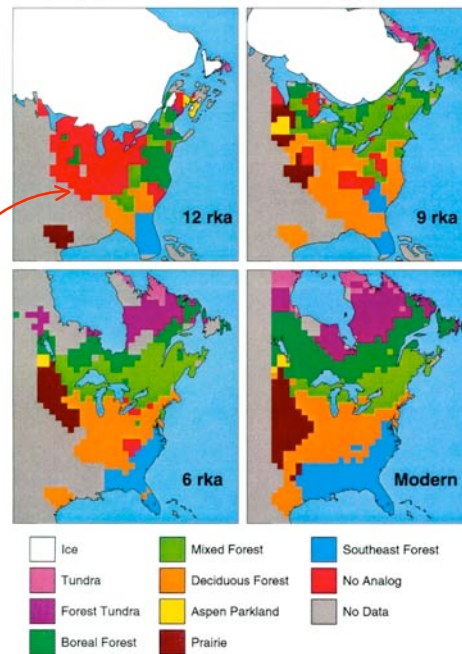 12 rka
9 rka
6 rka
Modern
Ice
Mixed Forest
Southeast Forest
Tundra
Deciduous Forest
No Analog
Forest Tundra
Aspen Parkland
No Data
Boreal Forest
Prairie